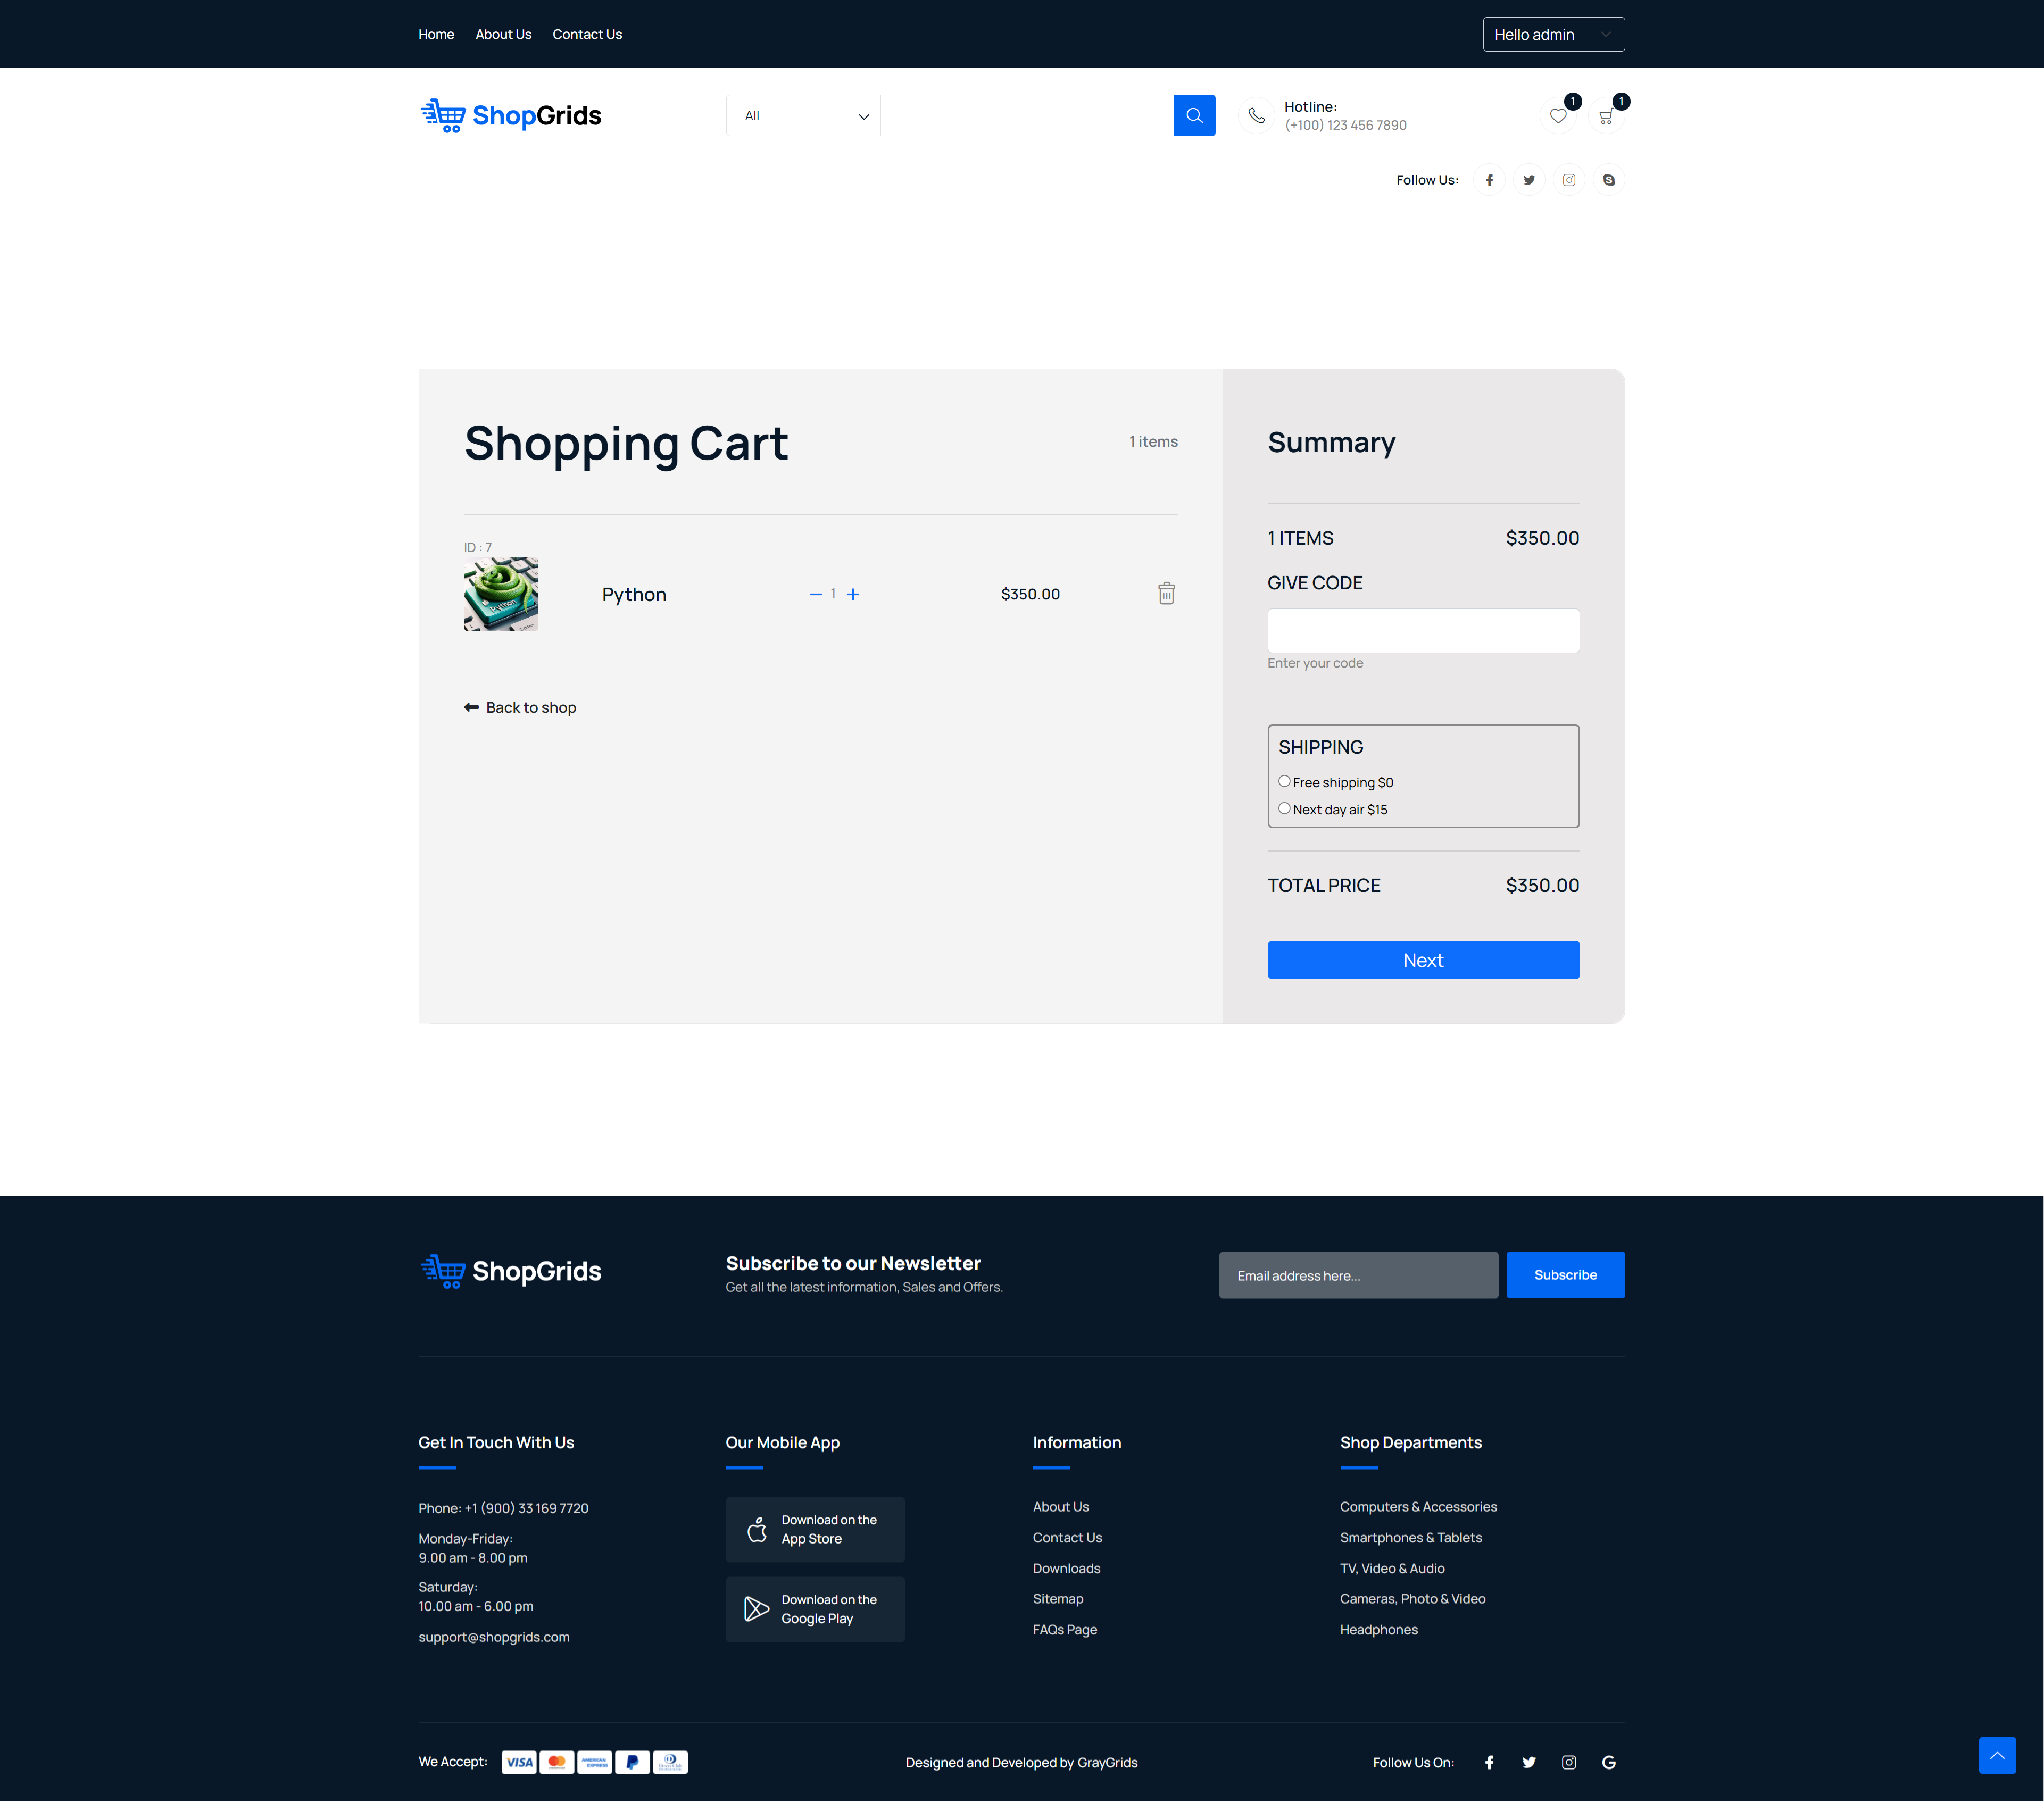 Home About Us Contact Us Hello admin
ShopGrids All Hotline: 1 1
(+100) 123 456 7890
Follow Us:
Shopping Cart 1 items Summary
1 ITEMS $350.00
ID : 7
GIVE CODE
Python 1 $350.00
Python
Enter your code
Back to shop
SHIPPING
Free shipping $0
Next day air $15
TOTAL PRICE $350.00
Next
ShopGrids Subscribe to our Newsletter
Get all the latest information, Sales and Offers.
Email address here... Subscribe
Get In Touch With Us
Phone: +1 (900) 33 169 7720
Monday-Friday:
9.00 am - 8.00 pm
Saturday:
10.00 am - 6.00 pm
support@shopgrids.com
Our Mobile App
Download on the
App Store
Download on the
Google Play
Information
About Us
Contact Us
Downloads
Sitemap
FAQs Page
Shop Departments
Computers & Accessories
Smartphones & Tablets
TV, Video & Audio
Cameras, Photo & Video
Headphones
We Accept: VISA AMERICAN EXPRESS Designed and Developed by GrayGrids Follow Us On: